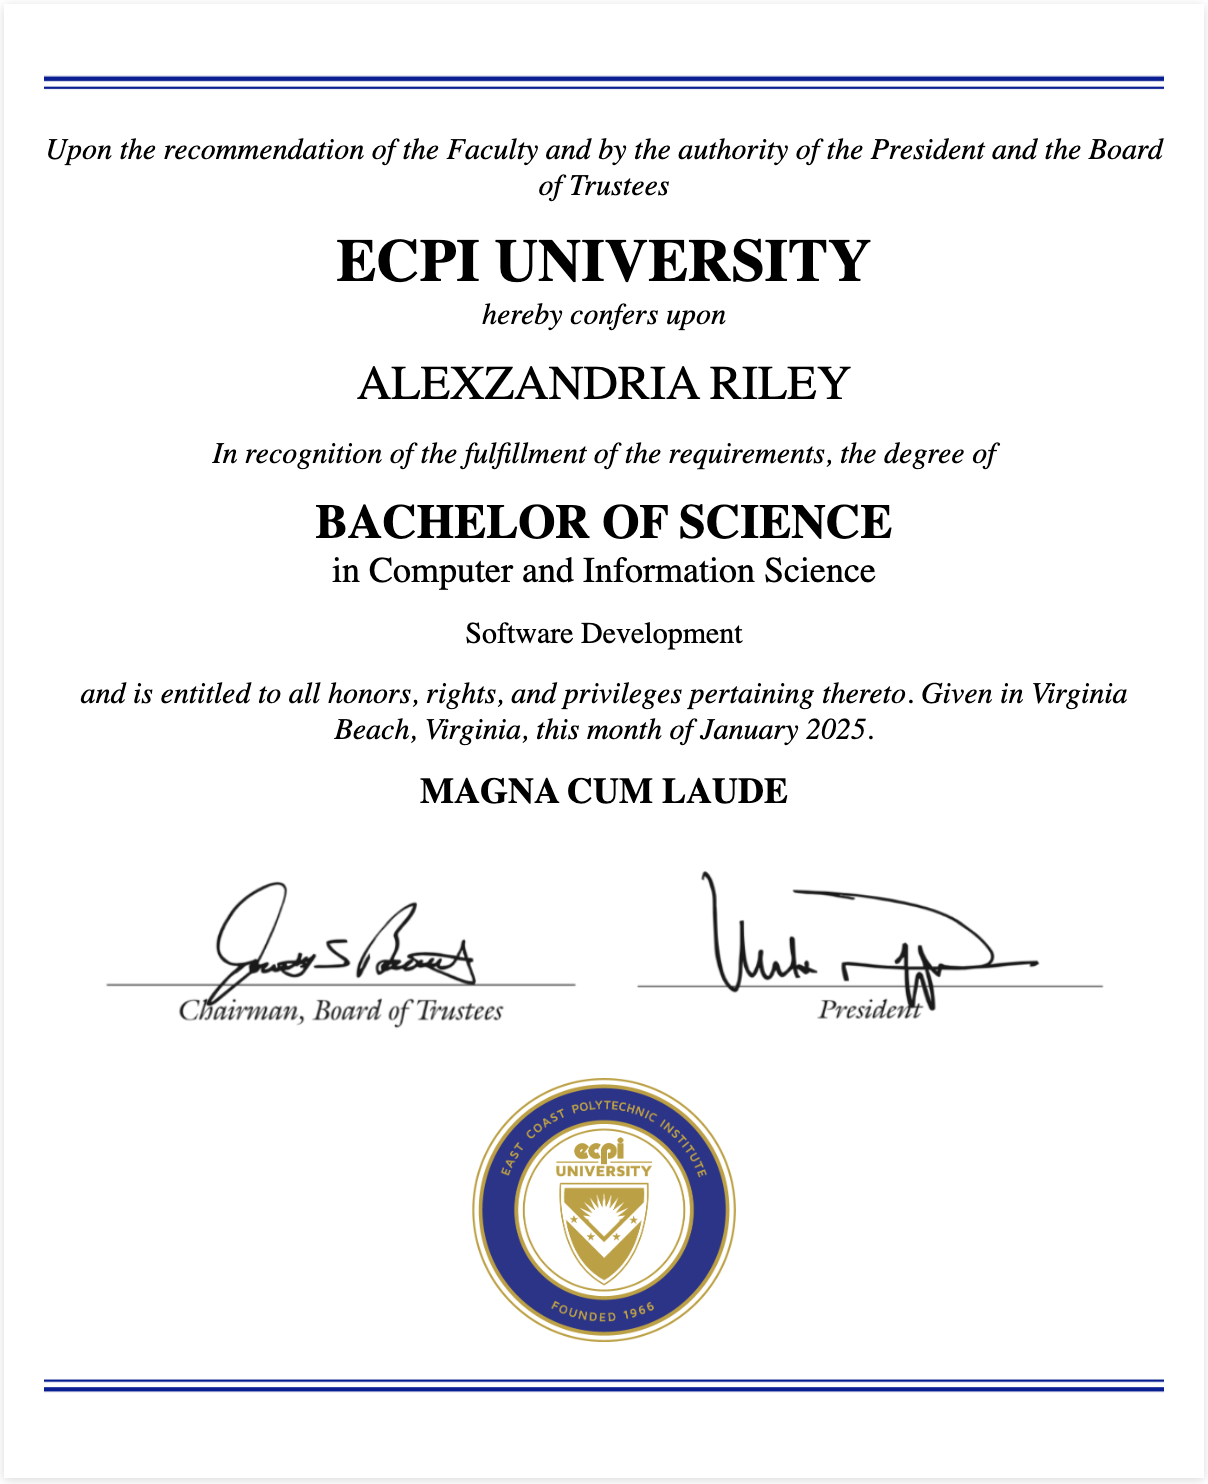 Upon the recommendation of the Faculty and by the authority of the President and the Board
of Trustees
ECPI UNIVERSITY
hereby confers upon
ALEXZANDRIA RILEY
In recognition of the fulfillment of the requirements, the degree of
BACHELOR OF SCIENCE
in Computer and Information Science
Software Development
and is entitled to all honors, rights, and privileges pertaining thereto. Given in Virginia
Beach, Virginia, this month of January 2025.
MAGNA CUM LAUDE
Chairman, Board of Trustees
President
EAST COAST POLYTECHNIC INSTITUTE
ecpi
UNIVERSITY
FOUNDED 1966